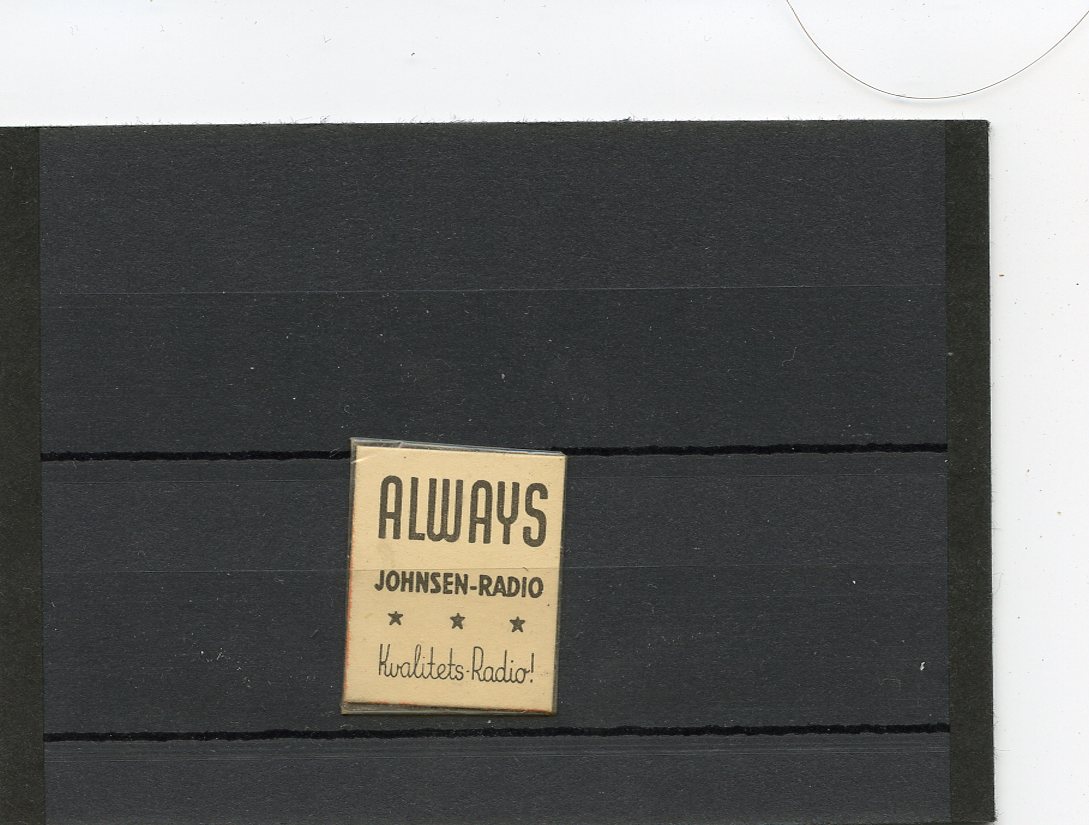 ALWAYS
JOHNSEN-RADIO
★ ★ ★
Kvalitets-Radio!